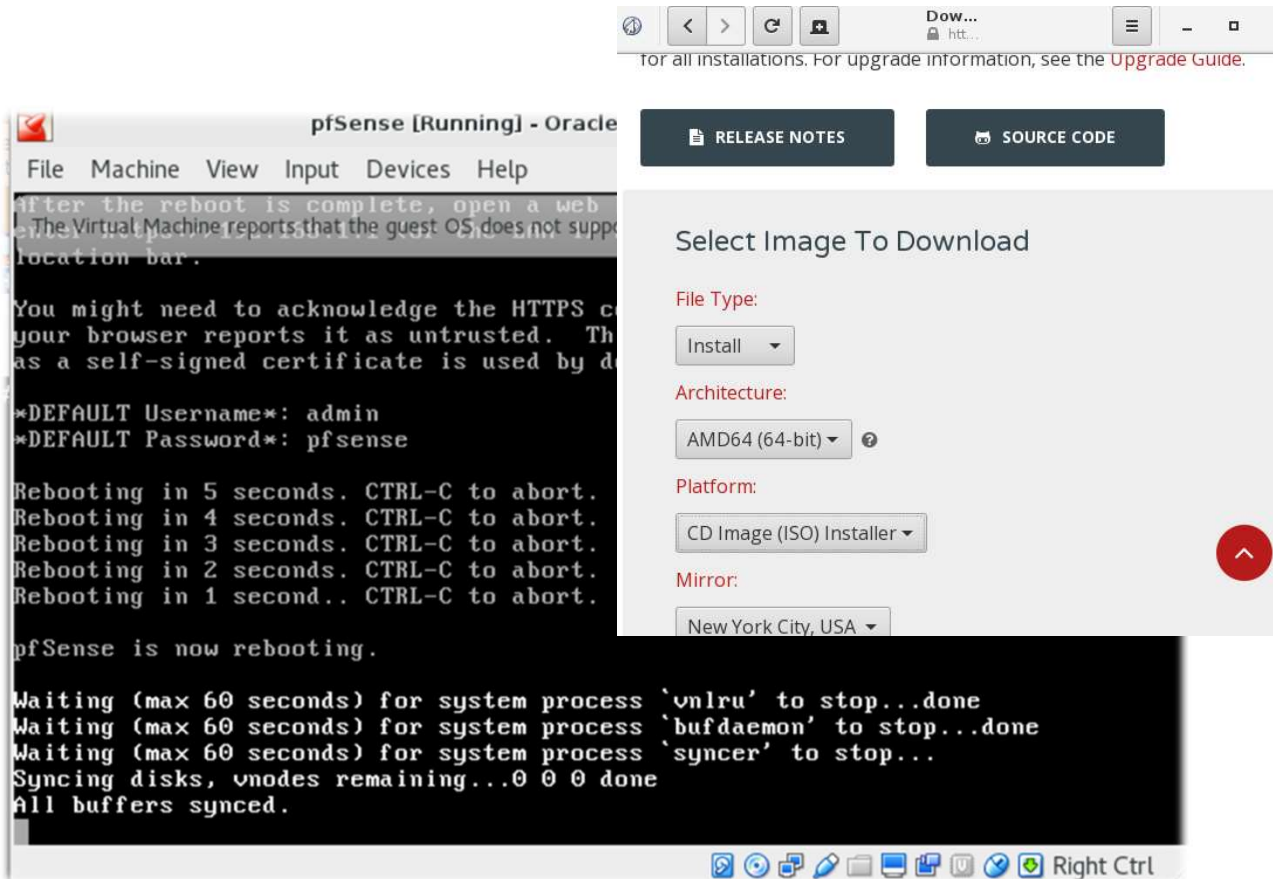 Dow...
htt...
for all installations. For upgrade information, see the Upgrade Guide.
RELEASE NOTES
SOURCE CODE
Select Image To Download
File Type:
Install
Architecture:
AMD64 (64-bit)
Platform:
CD Image (ISO) Installer
Mirror:
New York City, USA
pfSense [Running] - Oracle
File Machine View Input Devices Help
After the reboot is complete, open a web
The Virtual Machine reports that the guest OS does not suppo
location bar.
You might need to acknowledge the HTTPS c
your browser reports it as untrusted. Th
as a self-signed certificate is used by d
*DEFAULT Username*: admin
*DEFAULT Password*: pfsense
Rebooting in 5 seconds. CTRL-C to abort.
Rebooting in 4 seconds. CTRL-C to abort.
Rebooting in 3 seconds. CTRL-C to abort.
Rebooting in 2 seconds. CTRL-C to abort.
Rebooting in 1 second.. CTRL-C to abort.
pfSense is now rebooting.
Waiting (max 60 seconds) for system process `vnlru' to stop...done
Waiting (max 60 seconds) for system process `bufdaemon' to stop...done
Waiting (max 60 seconds) for system process `syncer' to stop...
Syncing disks, vnodes remaining...0 0 0 done
All buffers synced.
Right Ctrl